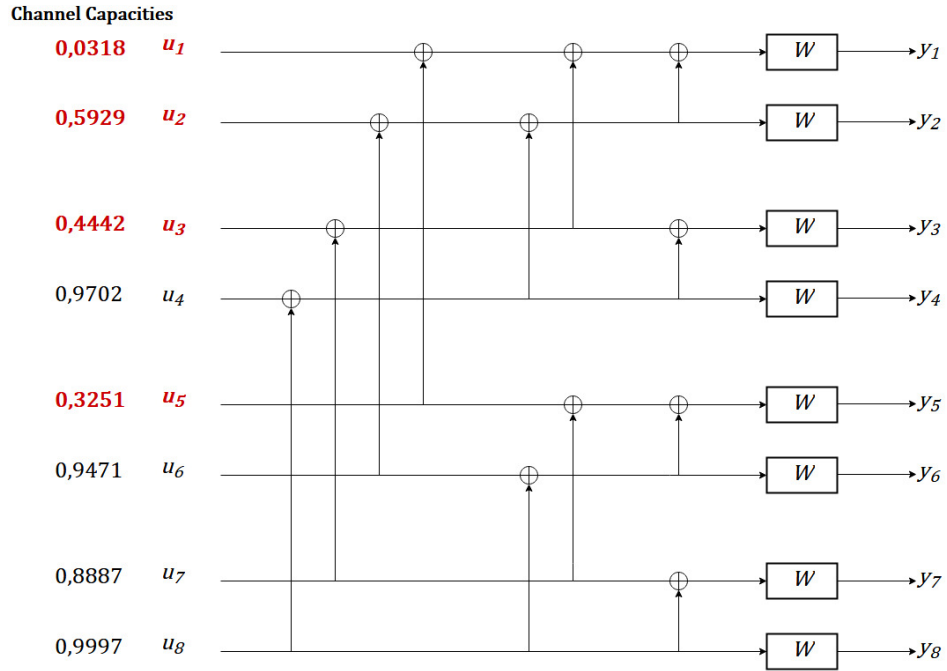 Channel Capacities
0,0318 u1 W y1
0,5929 u2 W y2
0,4442 u3 W y3
0,9702 u4 W y4
0,3251 u5 W y5
0,9471 u6 W y6
0,8887 u7 W y7
0,9997 u8 W y8